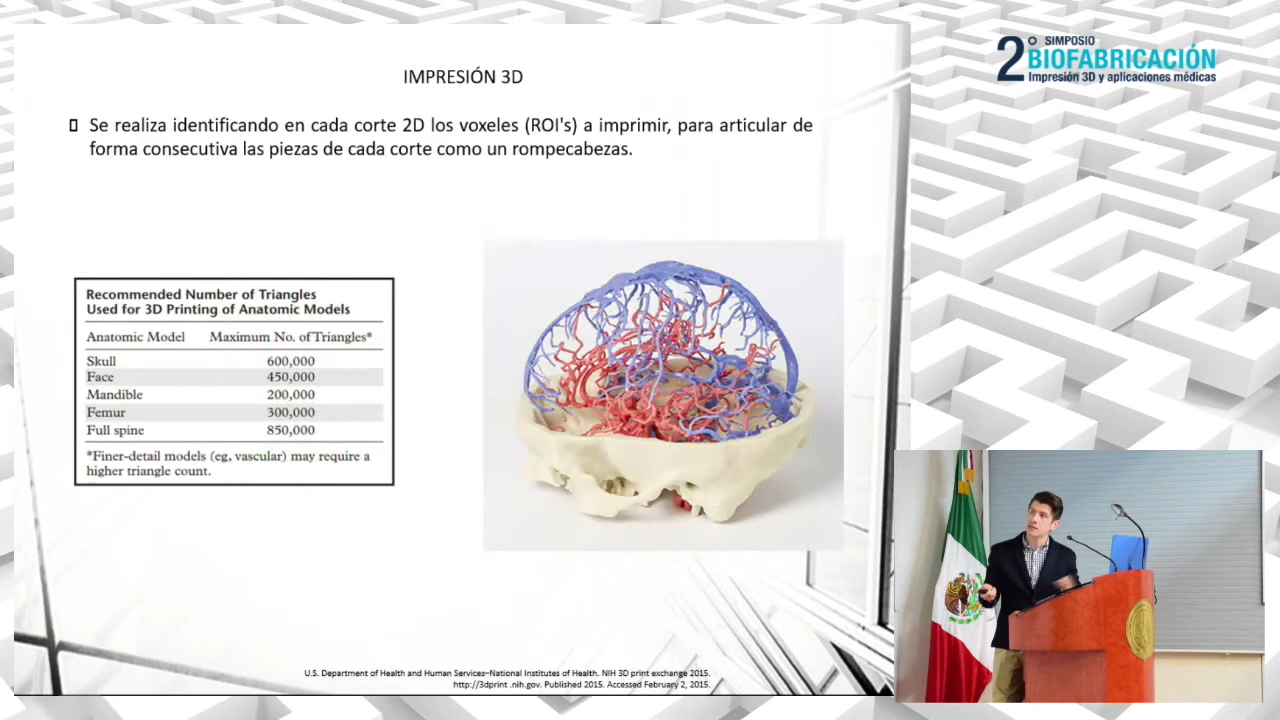 2° SIMPOSIO
BIOFABRICACIÓN
Impresión 3D y aplicaciones médicas
IMPRESIÓN 3D
Se realiza identificando en cada corte 2D los voxeles (ROI's) a imprimir, para articular de
forma consecutiva las piezas de cada corte como un rompecabezas.
Recommended Number of Triangles
Used for 3D Printing of Anatomic Models
Anatomic Model Maximum No. of Triangles*
Skull 600,000
Face 450,000
Mandible 200,000
Femur 300,000
Full spine 850,000
*Finer-detail models (eg, vascular) may require a
higher triangle count.
U.S. Department of Health and Human Services–National Institutes of Health. NIH 3D print exchange 2015.
http://3dprint .nih.gov. Published 2015. Accessed February 2, 2015.